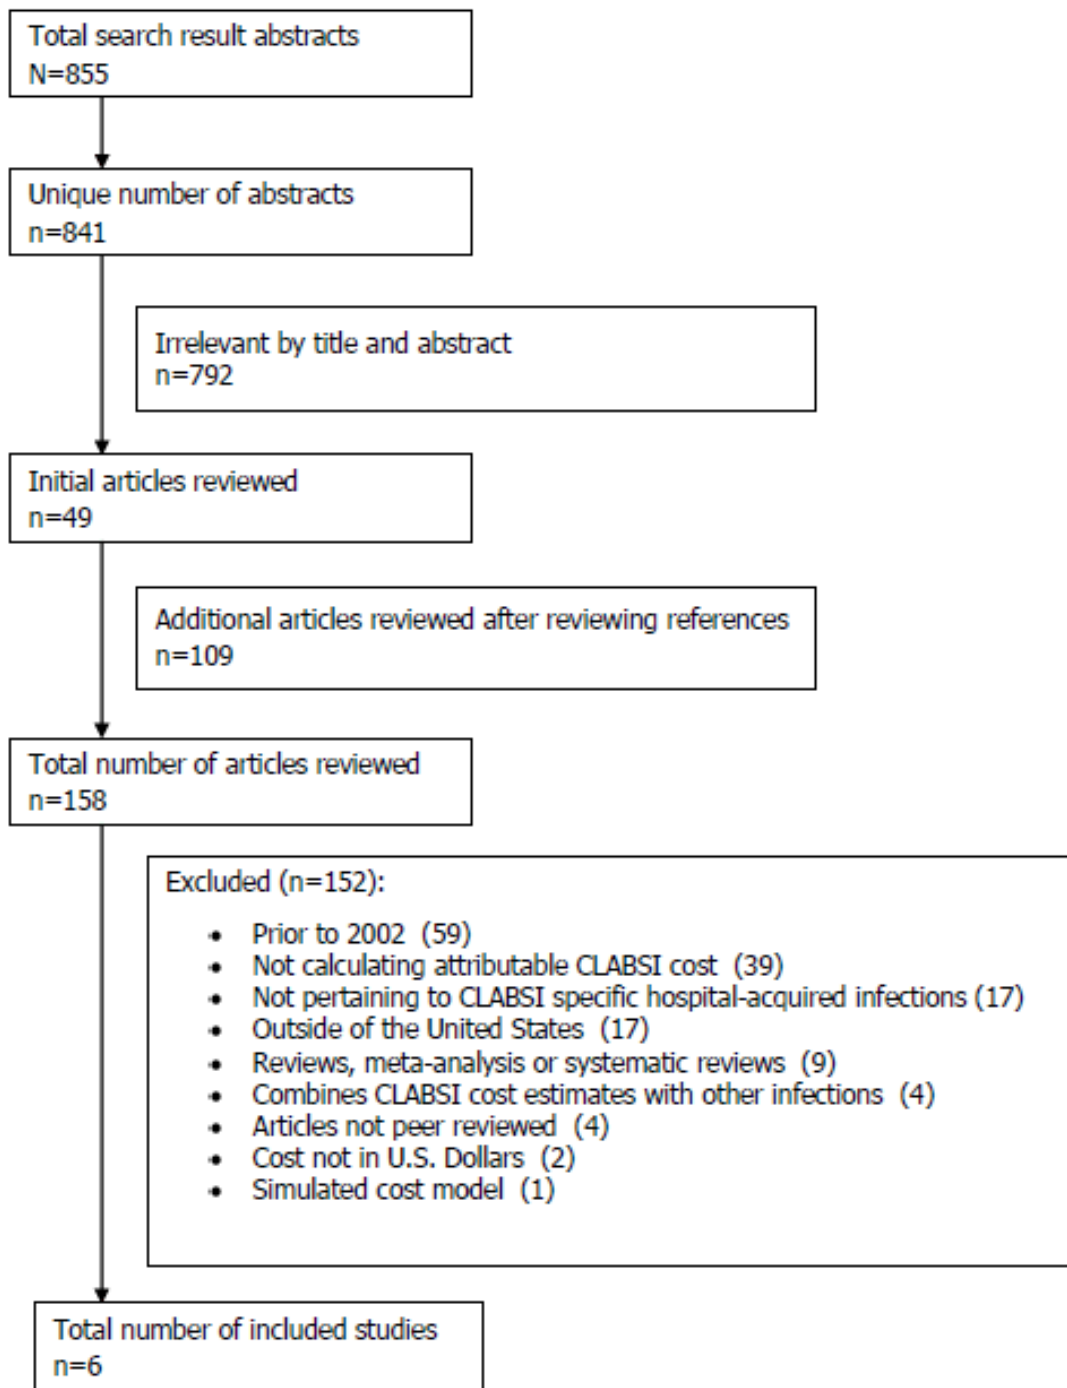 Total search result abstracts
N=855
Unique number of abstracts
n=841
Irrelevant by title and abstract
n=792
Initial articles reviewed
n=49
Additional articles reviewed after reviewing references
n=109
Total number of articles reviewed
n=158
Excluded (n=152):
• Prior to 2002 (59)
• Not calculating attributable CLABSI cost (39)
• Not pertaining to CLABSI specific hospital-acquired infections (17)
• Outside of the United States (17)
• Reviews, meta-analysis or systematic reviews (9)
• Combines CLABSI cost estimates with other infections (4)
• Articles not peer reviewed (4)
• Cost not in U.S. Dollars (2)
• Simulated cost model (1)
Total number of included studies
n=6